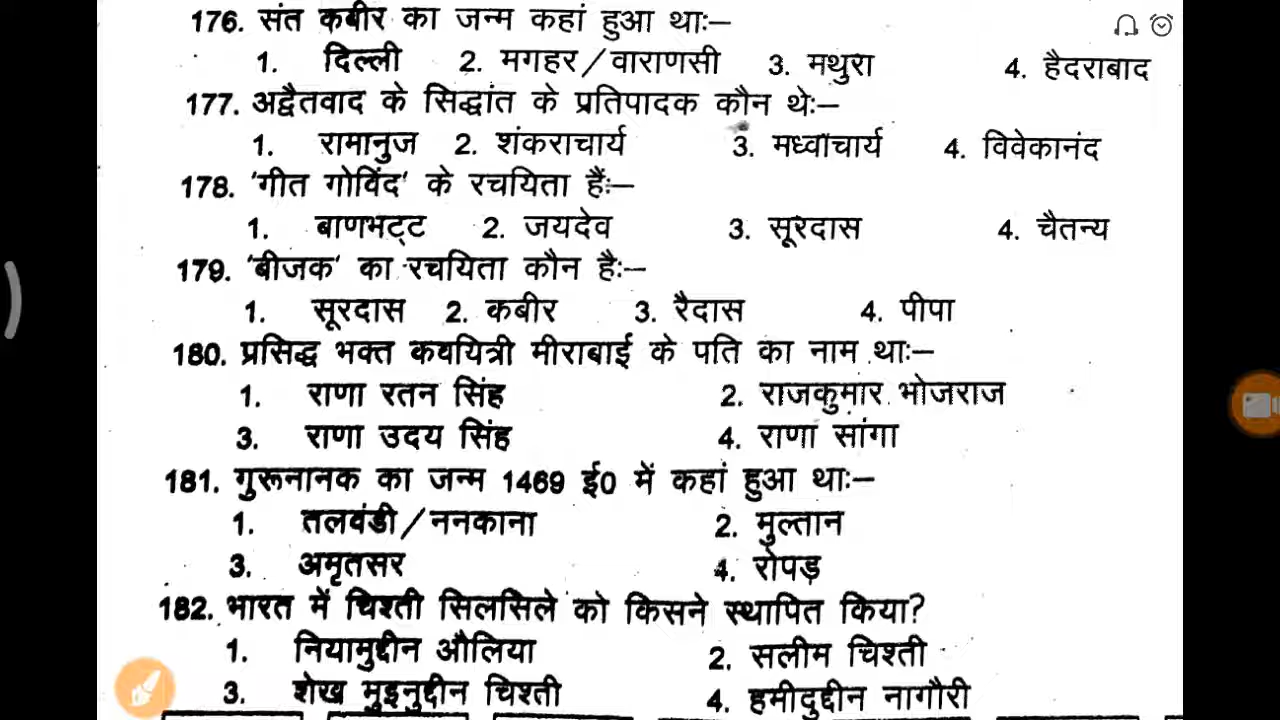 176. संत कबीर का जन्म कहां हुआ थाः–
1. दिल्ली 2. मगहर/वाराणसी 3. मथुरा 4. हैदराबाद
177. अद्वैतवाद के सिद्धांत के प्रतिपादक कौन थेः–
1. रामानुज 2. शंकराचार्य 3. मध्वाचार्य 4. विवेकानंद
178. 'गीत गोविंद' के रचयिता हैंः–
1. बाणभट्ट 2. जयदेव 3. सूरदास 4. चैतन्य
179. 'बीजक' का रचयिता कौन हैः–
1. सूरदास 2. कबीर 3. रैदास 4. पीपा
180. प्रसिद्ध भक्त कवयित्री मीराबाई के पति का नाम थाः–
1. राणा रतन सिंह 2. राजकुमार भोजराज
3. राणा उदय सिंह 4. राणा सांगा
181. गुरूनानक का जन्म 1469 ई0 में कहां हुआ थाः–
1. तलवंडी/ननकाना 2. मुल्तान
3. अमृतसर 4. रोपड़
182. भारत में चिश्ती सिलसिले को किसने स्थापित किया?
1. नियामुद्दीन औलिया 2. सलीम चिश्ती
3. शेख मुइनुद्दीन चिश्ती 4. हमीदुद्दीन नागौरी